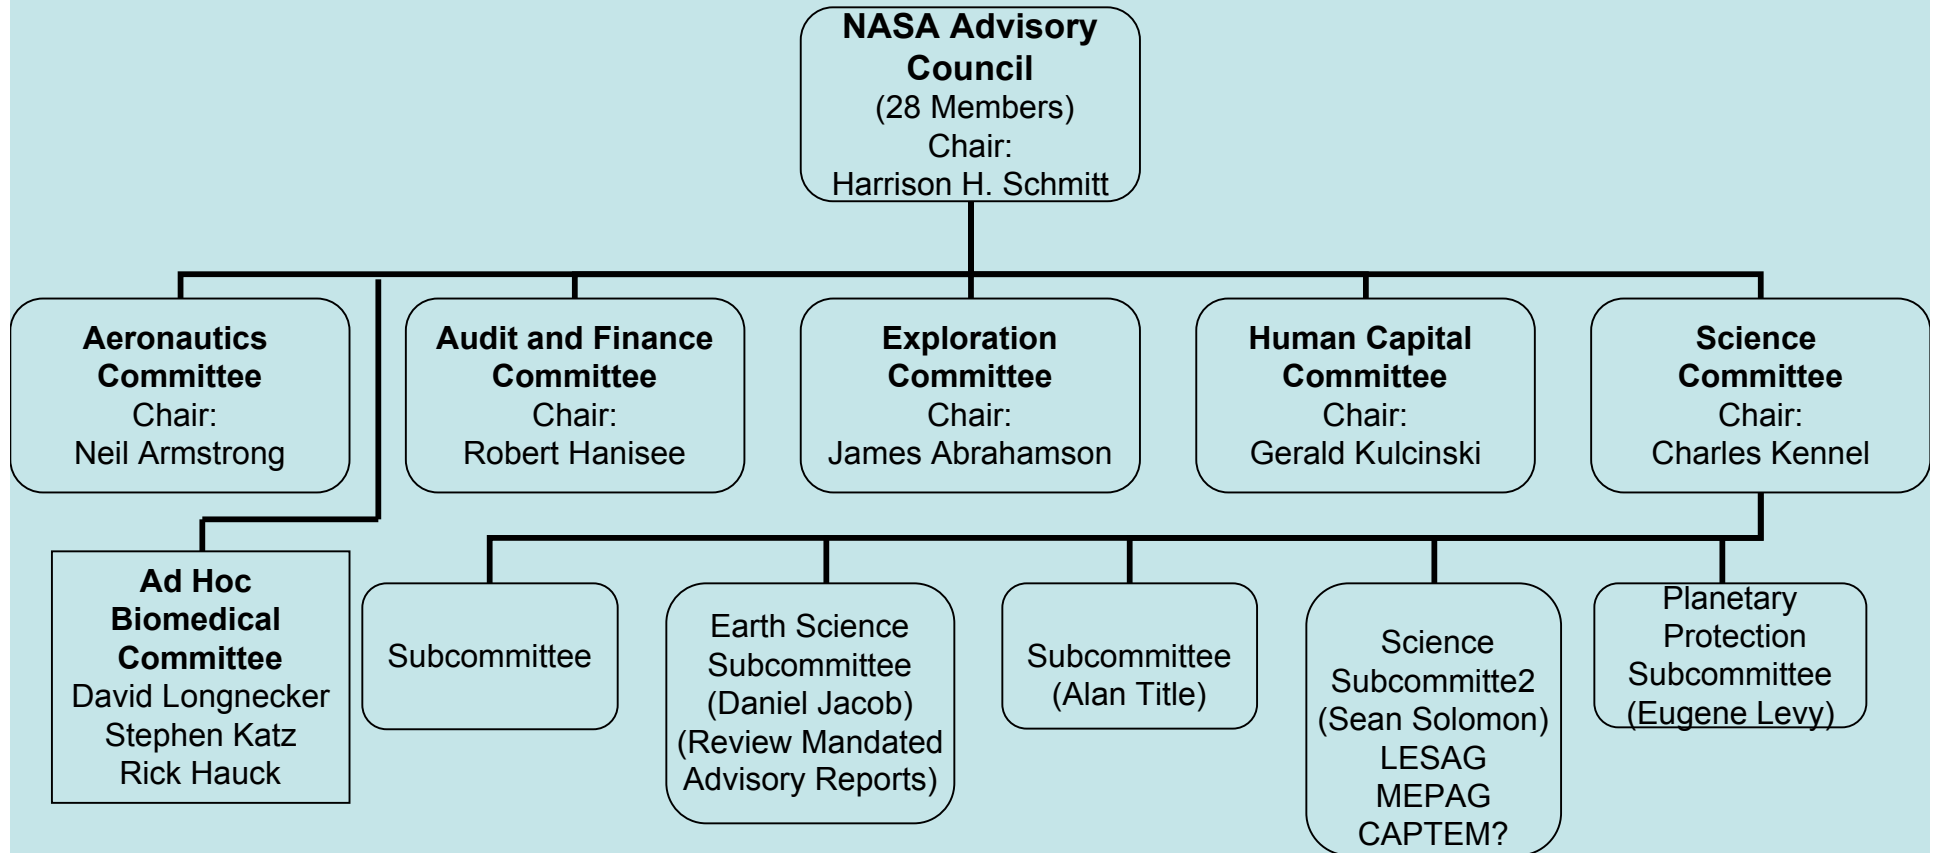 NASA Advisory
Council
(28 Members)
Chair:
Harrison H. Schmitt
Aeronautics
Committee
Chair:
Neil Armstrong
Audit and Finance
Committee
Chair:
Robert Hanisee
Exploration
Committee
Chair:
James Abrahamson
Human Capital
Committee
Chair:
Gerald Kulcinski
Science
Committee
Chair:
Charles Kennel
Ad Hoc
Biomedical
Committee
David Longnecker
Stephen Katz
Rick Hauck
Subcommittee
Earth Science
Subcommittee
(Daniel Jacob)
(Review Mandated
Advisory Reports)
Subcommittee
(Alan Title)
Science
Subcommitte2
(Sean Solomon)
LESAG
MEPAG
CAPTEM?
Planetary
Protection
Subcommittee
(Eugene Levy)